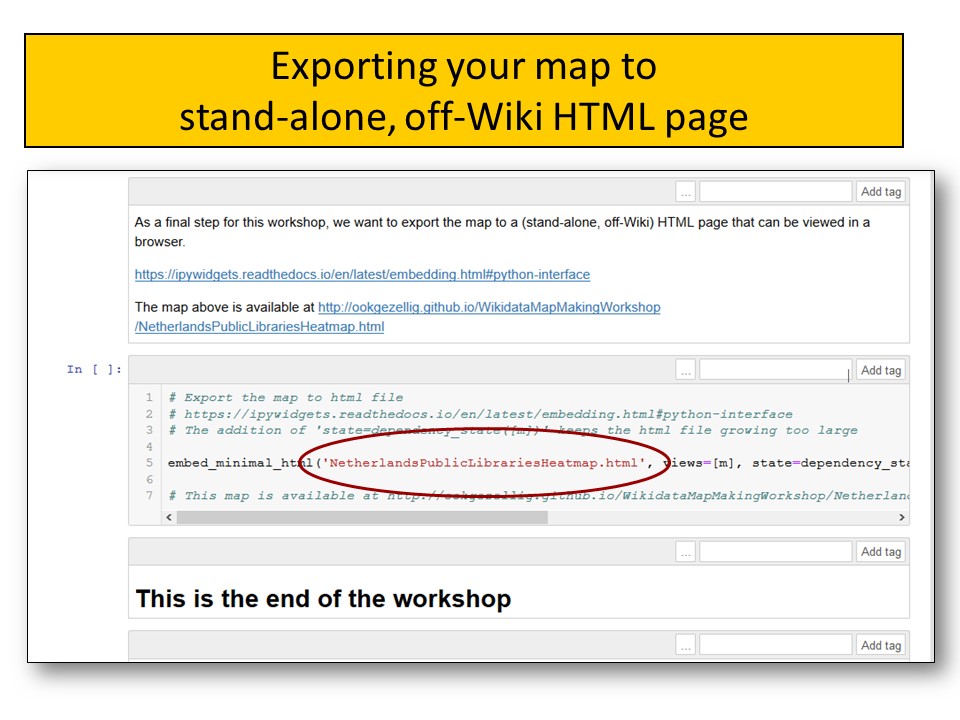 Exporting your map to
stand-alone, off-Wiki HTML page
... Add tag
As a final step for this workshop, we want to export the map to a (stand-alone, off-Wiki) HTML page that can be viewed in a
browser.
https://ipywidgets.readthedocs.io/en/latest/embedding.html#python-interface
The map above is available at http://ookgezellig.github.io/WikidataMapMakingWorkshop
/NetherlandsPublicLibrariesHeatmap.html
... Add tag
In [ ]:
1 # Export the map to html file
2 # https://ipywidgets.readthedocs.io/en/latest/embedding.html#python-interface
3 # The addition of 'state=dependency_state([m])' keeps the html file growing too large
4
5 embed_minimal_html('NetherlandsPublicLibrariesHeatmap.html', views=[m], state=dependency_sta
6
7 # This map is available at http://ookgezellig.github.io/WikidataMapMakingWorkshop/Netherlan
... Add tag
This is the end of the workshop
... Add tag